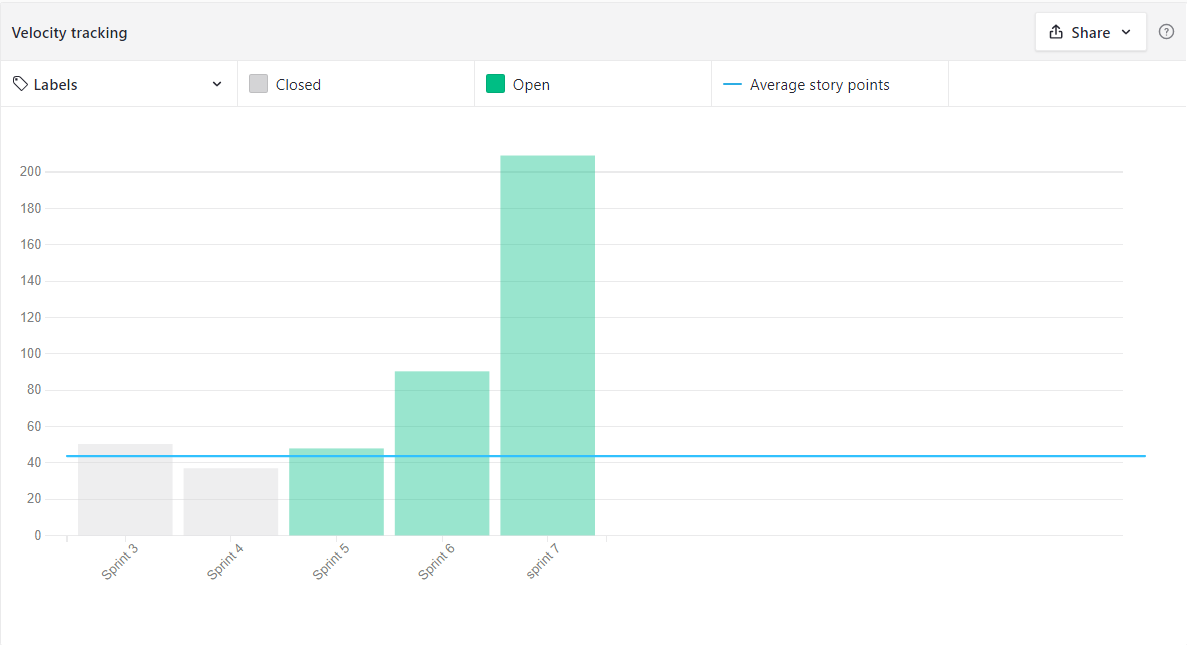 Velocity tracking
Share
Labels
Closed
Open
Average story points
200
180
160
140
120
100
80
60
40
20
0
Sprint 3
Sprint 4
Sprint 5
Sprint 6
sprint 7